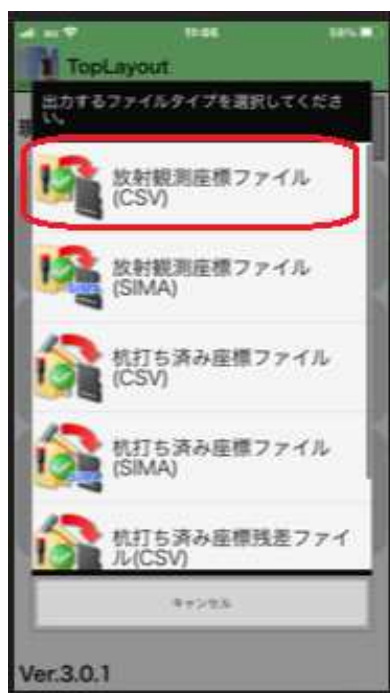 TopLayout
出力するファイルタイプを選択してくださ
い。
放射観測座標ファイル
(CSV)
放射観測座標ファイル
(SIMA)
杭打ち済み座標ファイル
(CSV)
杭打ち済み座標ファイル
(SIMA)
杭打ち済み座標残差ファイ
ル(CSV)
キャンセル
Ver.3.0.1